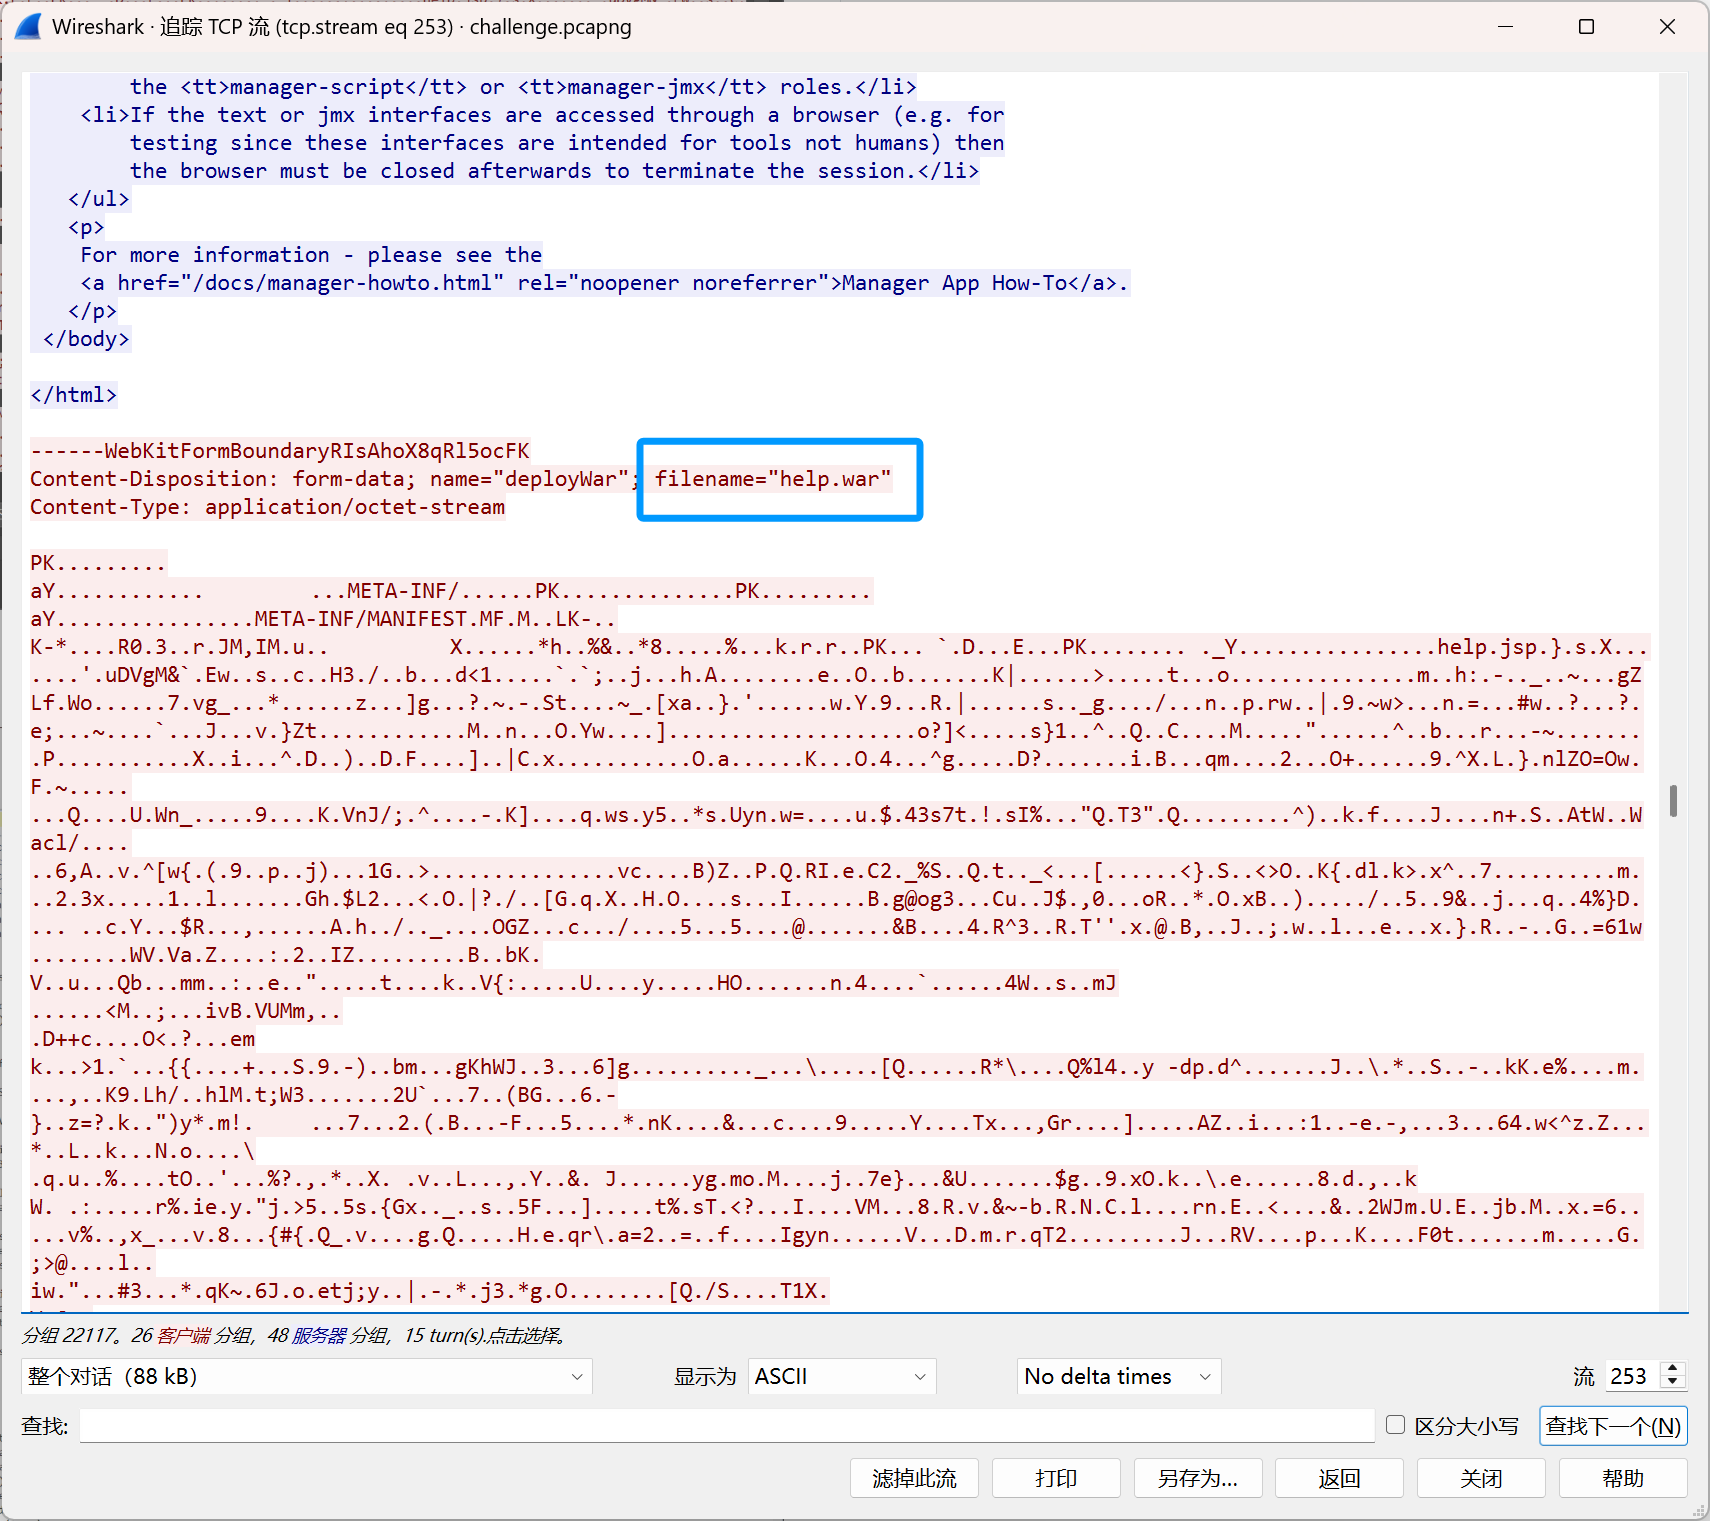 Wireshark · 追踪 TCP 流 (tcp.stream eq 253) · challenge.pcapng
the <tt>manager-script</tt> or <tt>manager-jmx</tt> roles.</li>
<li>If the text or jmx interfaces are accessed through a browser (e.g. for
testing since these interfaces are intended for tools not humans) then
the browser must be closed afterwards to terminate the session.</li>
</ul>
<p>
For more information - please see the
<a href="/docs/manager-howto.html" rel="noopener noreferrer">Manager App How-To</a>.
</p>
</body>
</html>
------WebKitFormBoundaryRIsAhoX8qRl5ocFK
Content-Disposition: form-data; name="deployWar"; filename="help.war"
Content-Type: application/octet-stream
PK.........
aY............ ...META-INF/......PK..............PK.........
aY................META-INF/MANIFEST.MF.M..LK-..
K-*....R0.3..r.JM,IM.u.. X......*h..%&..*8.....%...k.r.r..PK... `.D...E...PK........ ._Y................help.jsp.}.s.X...
......'.uDVgM&`.Ew..s..c..H3./..b...d<1.....`.`;..j...h.A........e..O..b.......K|......>.....t...o...............m..h:.-.._..~...gZ
Lf.Wo......7.vg_...*......z...]g...?.~.-.St....~_.[xa..}.'......w.Y.9...R.|......s.._g..../...n..p.rw..|.9.~w>...n.=...#w..?...?.
e;...~....`...J...v.}Zt............M..n...O.Yw....]......................o?]<.....s}1..^..Q..C....M....."......^..b...r...-~.......
.P...........X..i...^.D..)..D.F....]..|C.x...........O.a......K...O.4...^g.....D?.......i.B...qm....2...O+......9.^X.L.}.nlZO=Ow.
F.~.....
...Q....U.Wn_.....9....K.VnJ/;.^....-.K]....q.ws.y5..*s.Uyn.w=....u.$.43s7t.!.sI%..."Q.T3".Q.........^)..k.f....J....n+.S..AtW..W
acl/....
..6,A..v.^[w{.(.9..p..j)...1G..>...............vc....B)Z..P.Q.RI.e.C2._%S..Q.t.._<...[......<}.S..<>O..K{.dl.k>.x^..7..........m.
..2.3x.....1..l.......Gh.$L2...<.O.|?./..[G.q.X..H.O....s...I......B.g@og3...Cu..J$.,0...oR..*.O.xB..)...../..5..9&..j...q..4%}D.
... ..c.Y...$R...,......A.h../.._....OGZ...c.../....5...5....@.......&B....4.R^3..R.T''.x.@.B,..J..;.w..l...e...x.}.R..-..G..=61w
........WV.Va.Z....:.2..IZ.........B..bK.
V..u...Qb...mm..:..e..".....t....k..V{:.....U....y.....HO.......n.4....`......4W..s..mJ
......<M..;...ivB.VUMm,..
.D++c....O<.?...em
k...>1.`...{{....+...S.9.-)..bm...gKhWJ..3...6]g.........._...\.....[Q......R*\....Q%l4..y -dp.d^.......J..\.*..S..-..kK.e%....m.
...,..K9.Lh/..hlM.t;W3.......2U`...7..(BG...6.-
}..z=?.k..")y*.m!. ...7...2.(.B...-F...5....*.nK....&...c....9.....Y....Tx...,Gr....].....AZ..i...:1..-e.-,...3...64.w<^z.Z...
*..L..k...N.o....\
.q.u..%....tO..'...%?.,.*..X. .v..L...,.Y..&. J......yg.mo.M....j..7e}...&U.......$g..9.xO.k..\.e......8.d.,..k
W. .:.....r%.ie.y."j.>5..5s.{Gx.._..s..5F...].....t%.sT.<?...I....VM...8.R.v.&~-b.R.N.C.l....rn.E..<....&..2WJm.U.E..jb.M..x.=6..
...v%..,x_...v.8...{#{.Q_.v....g.Q.....H.e.qr\.a=2..=..f....Igyn......V...D.m.r.qT2.........J...RV....p...K....F0t.......m.....G.
;>@....l..
iw."...#3...*.qK~.6J.o.etj;y..|.-.*.j3.*g.O........[Q./S....T1X.
分组 22117。26 客户端 分组，48 服务器 分组，15 turn(s).点击选择。
整个对话（88 kB） 显示为 ASCII No delta times 流 253
查找: 区分大小写 查找下一个(N)
滤掉此流 打印 另存为... 返回 关闭 帮助